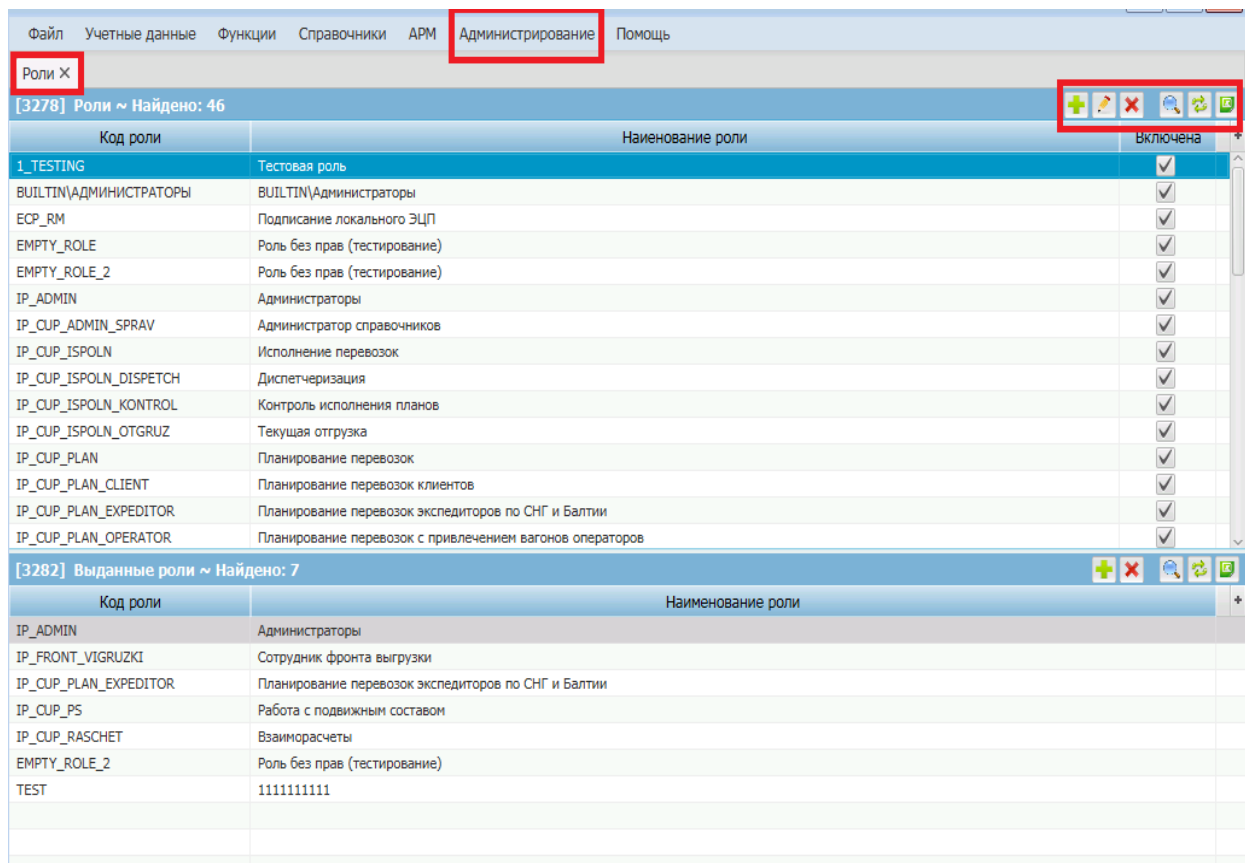 Файл Учетные данные Функции Справочники АРМ Администрирование Помощь
Роли
[3278] Роли ~ Найдено: 46
Код роли Наиенование роли Включена
1_TESTING Тестовая роль
BUILTIN\АДМИНИСТРАТОРЫ BUILTIN\Администраторы
ECP_RM Подписание локального ЭЦП
EMPTY_ROLE Роль без прав (тестирование)
EMPTY_ROLE_2 Роль без прав (тестирование)
IP_ADMIN Администраторы
IP_CUP_ADMIN_SPRAV Администратор справочников
IP_CUP_ISPOLN Исполнение перевозок
IP_CUP_ISPOLN_DISPETCH Диспетчеризация
IP_CUP_ISPOLN_KONTROL Контроль исполнения планов
IP_CUP_ISPOLN_OTGRUZ Текущая отгрузка
IP_CUP_PLAN Планирование перевозок
IP_CUP_PLAN_CLIENT Планирование перевозок клиентов
IP_CUP_PLAN_EXPEDITOR Планирование перевозок экспедиторов по СНГ и Балтии
IP_CUP_PLAN_OPERATOR Планирование перевозок с привлечением вагонов операторов
[3282] Выданные роли ~ Найдено: 7
Код роли Наименование роли
IP_ADMIN Администраторы
IP_FRONT_VIGRUZKI Сотрудник фронта выгрузки
IP_CUP_PLAN_EXPEDITOR Планирование перевозок экспедиторов по СНГ и Балтии
IP_CUP_PS Работа с подвижным составом
IP_CUP_RASCHET Взаиморасчеты
EMPTY_ROLE_2 Роль без прав (тестирование)
TEST 1111111111